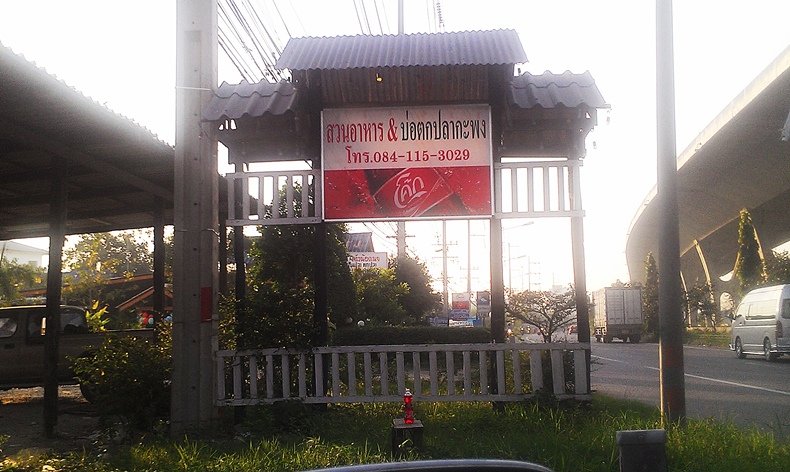 สวนอาหาร & บ่อตกปลากะพง
โทร.084-115-3029
โค้ก